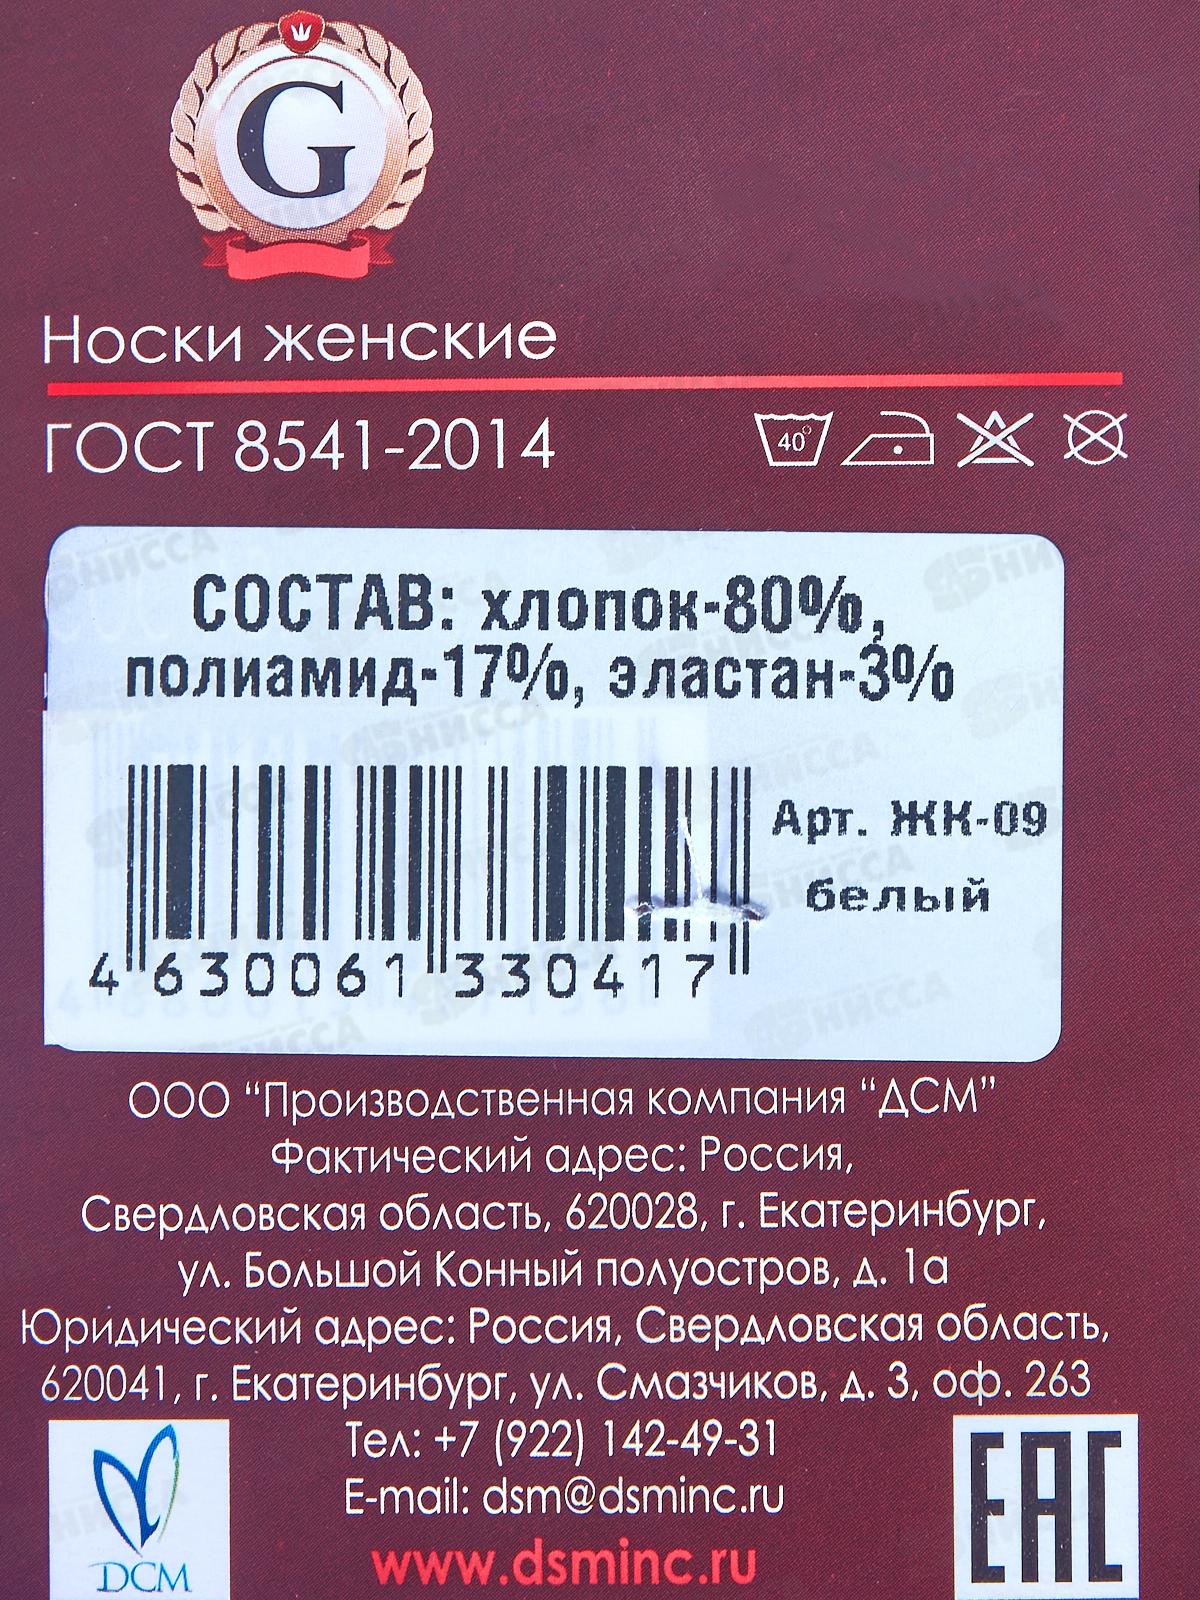 G
Носки женские
ГОСТ 8541-2014
40°
СОСТАВ: хлопок-80%,
полиамид-17%, эластан-3%
Арт. ЖК-09
белый
4 630061 330417
ООО “Производственная компания “ДСМ”
Фактический адрес: Россия,
Свердловская область, 620028, г. Екатеринбург,
ул. Большой Конный полуостров, д. 1а
Юридический адрес: Россия, Свердловская область,
620041, г. Екатеринбург, ул. Смазчиков, д. 3, оф. 263
Тел: +7 (922) 142-49-31
E-mail: dsm@dsminc.ru
www.dsminc.ru
DCM
EAC